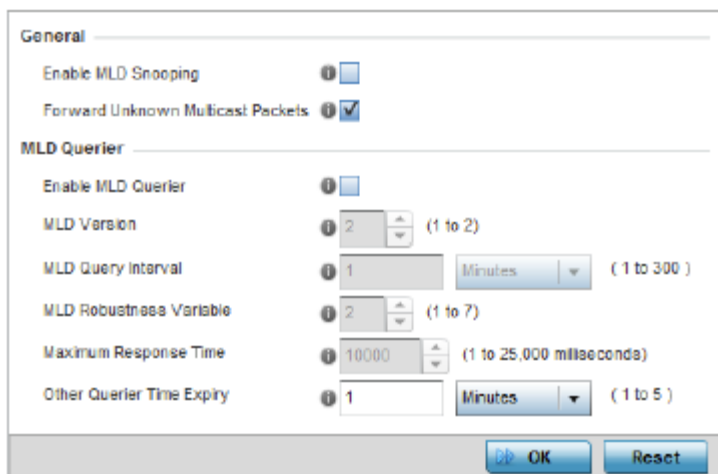 General
Enable MLD Snooping
Forward Unknown Multicast Packets
MLD Querier
Enable MLD Querier
MLD Version 2 (1 to 2)
MLD Query Interval 1 Minutes ( 1 to 300 )
MLD Robustness Variable 2 (1 to 7)
Maximum Response Time 10000 (1 to 25,000 miliseconds)
Other Querier Time Expiry 1 Minutes ( 1 to 5 )
OK Reset